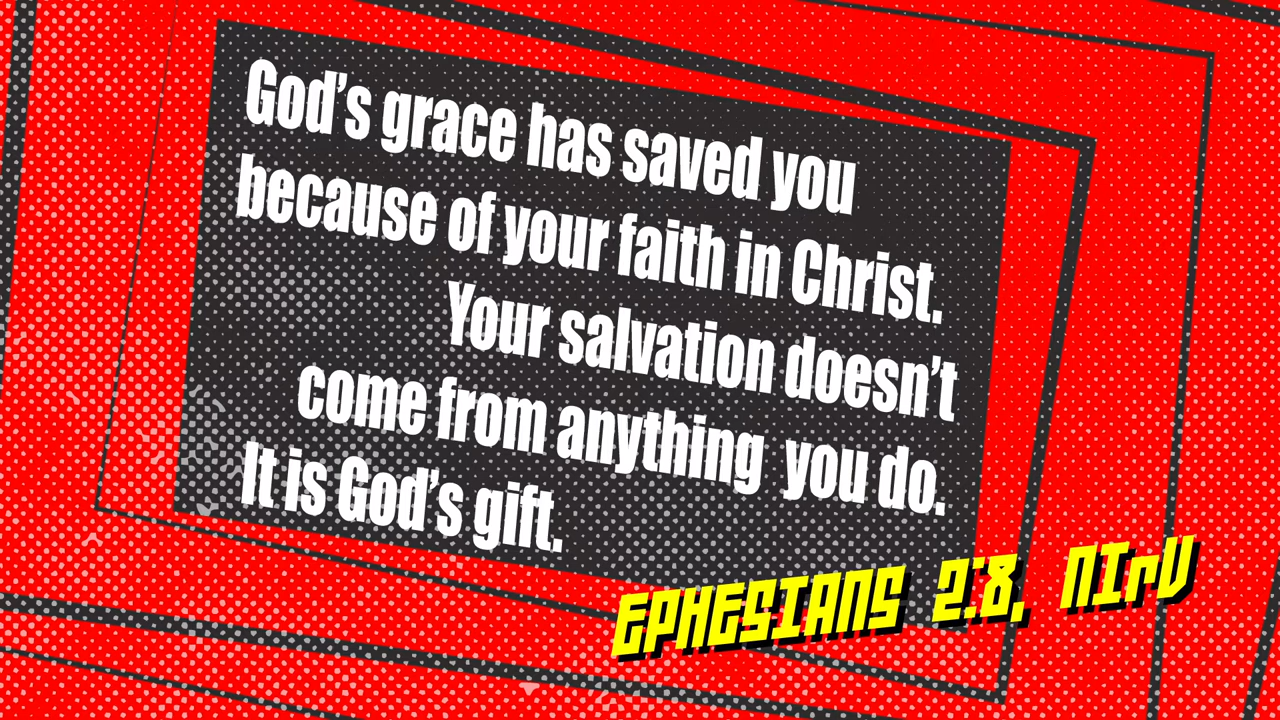 God's grace has saved you
because of your faith in Christ.
Your salvation doesn't
come from anything you do.
It is God's gift.
EPHESIANS 2:8, NIrV